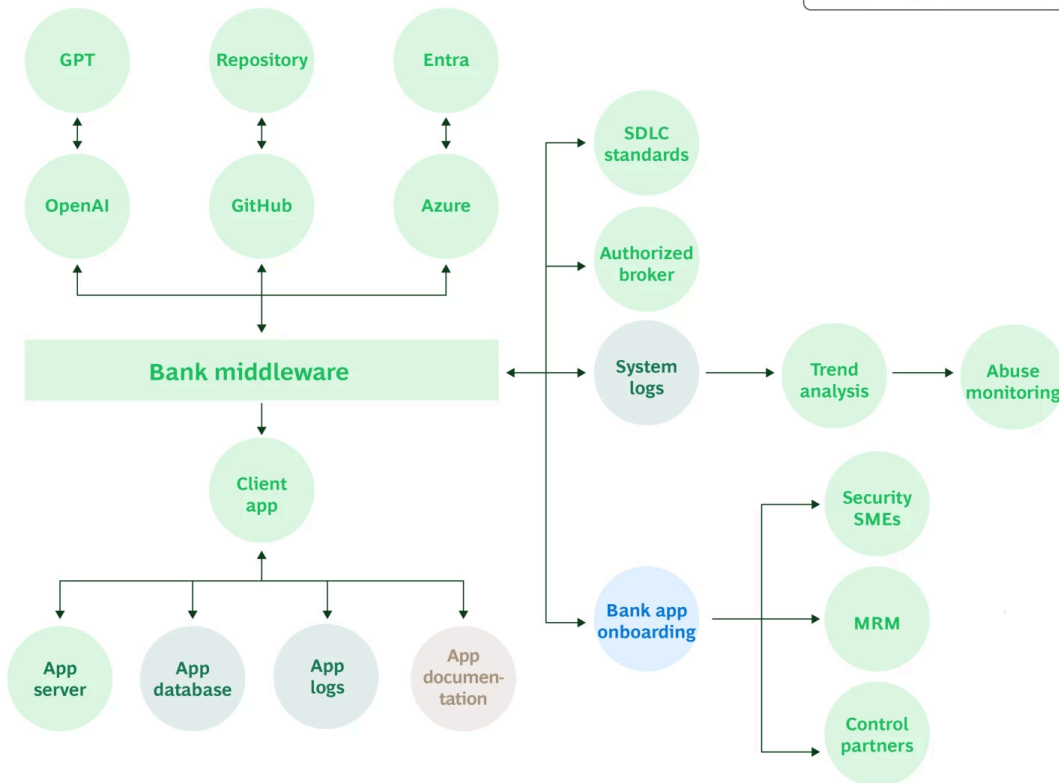 GPT
Repository
Entra
OpenAI
GitHub
Azure
SDLC
standards
Authorized
broker
Bank middleware
System
logs
Trend
analysis
Abuse
monitoring
Client
app
Security
SMEs
Bank app
onboarding
MRM
App
server
App
database
App
logs
App
documen-
tation
Control
partners